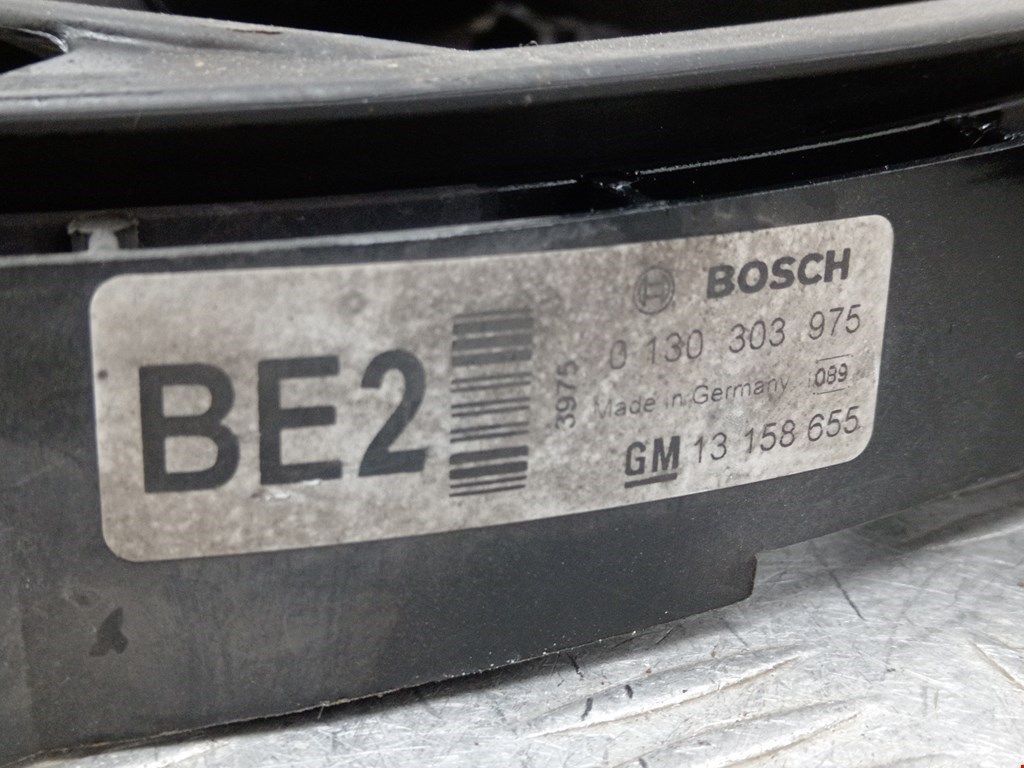 BE2
3975
BOSCH
0 130 303 975
Made in Germany 089
GM 13 158 655